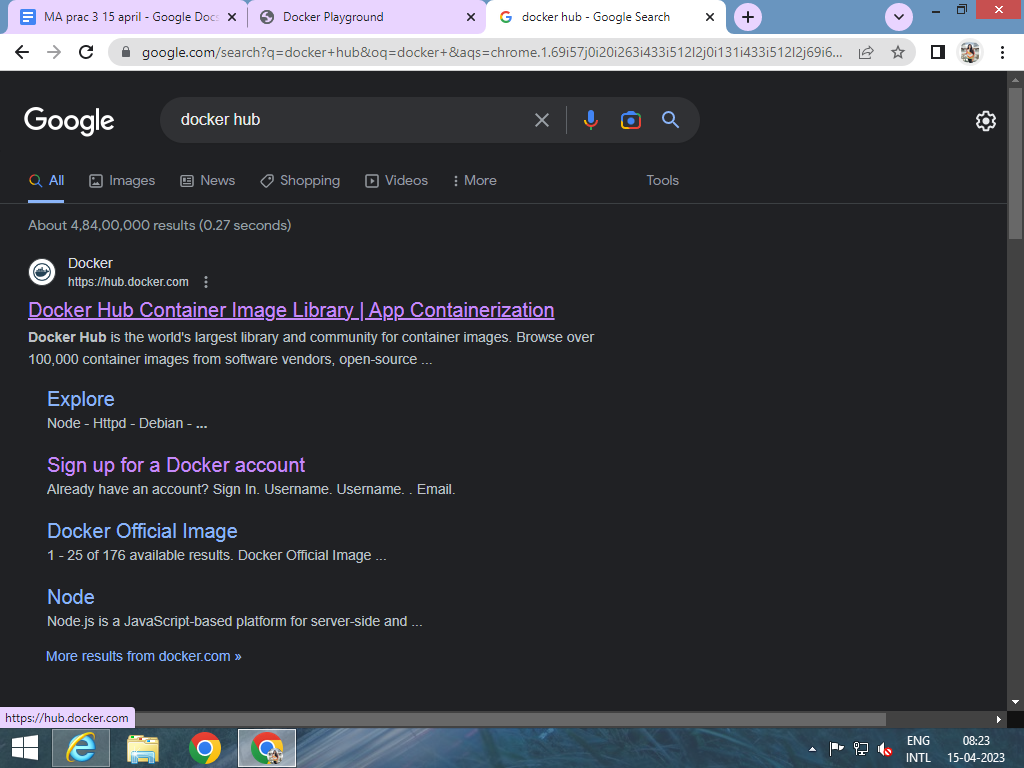 MA prac 3 15 april - Google Docs
Docker Playground
docker hub - Google Search
google.com/search?q=docker+hub&oq=docker+&aqs=chrome.1.69i57j0i20i263i433i512l2j0i131i433i512l2j69i6...
Google
docker hub
All
Images
News
Shopping
Videos
More
Tools
About 4,84,00,000 results (0.27 seconds)
Docker
https://hub.docker.com
Docker Hub Container Image Library | App Containerization
Docker Hub is the world's largest library and community for container images. Browse over
100,000 container images from software vendors, open-source ...
Explore
Node - Httpd - Debian - ...
Sign up for a Docker account
Already have an account? Sign In. Username. Username. . Email.
Docker Official Image
1 - 25 of 176 available results. Docker Official Image ...
Node
Node.js is a JavaScript-based platform for server-side and ...
More results from docker.com »
https://hub.docker.com
ENG
INTL
08:23
15-04-2023